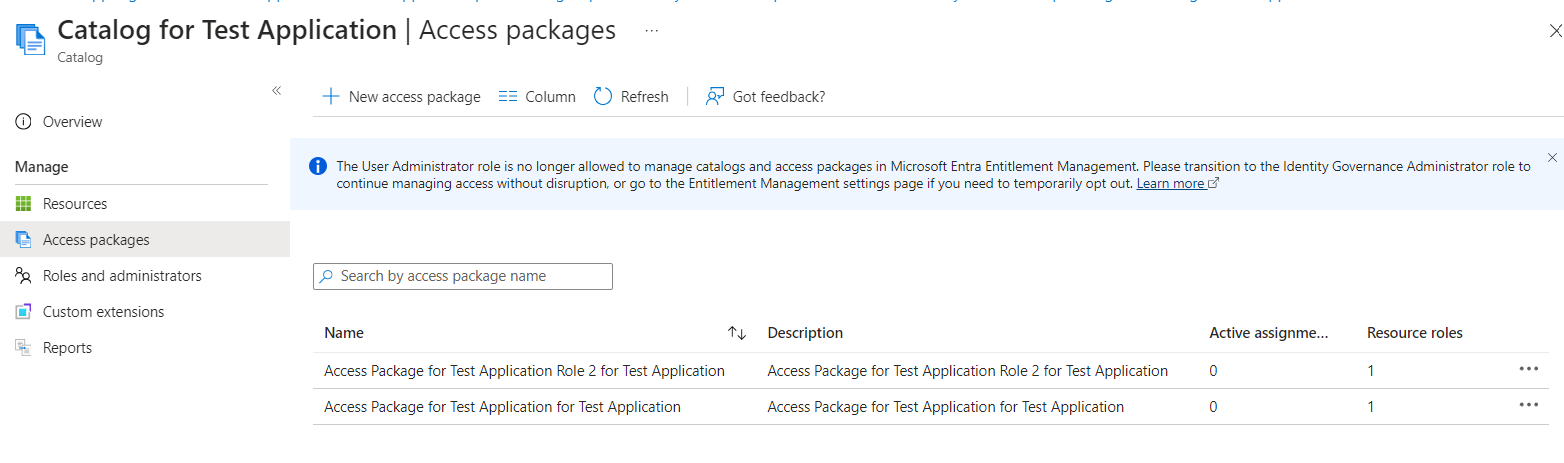 Catalog for Test Application | Access packages ...
Catalog
«
New access package Column Refresh Got feedback?
Overview
Manage
Resources
Access packages
Roles and administrators
Custom extensions
Reports
The User Administrator role is no longer allowed to manage catalogs and access packages in Microsoft Entra Entitlement Management. Please transition to the Identity Governance Administrator role to
continue managing access without disruption, or go to the Entitlement Management settings page if you need to temporarily opt out. Learn more
Search by access package name
Name Description Active assignme... Resource roles
Access Package for Test Application Role 2 for Test Application Access Package for Test Application Role 2 for Test Application 0 1 ...
Access Package for Test Application for Test Application Access Package for Test Application for Test Application 0 1 ...